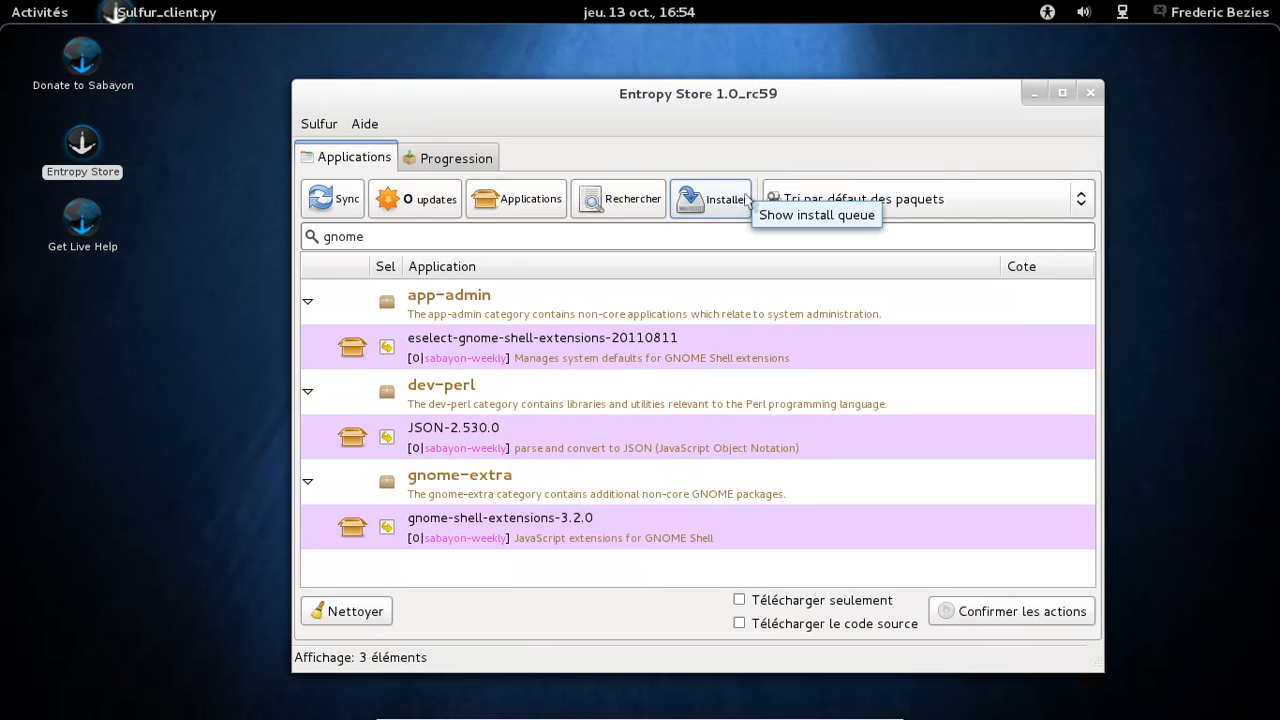 Activités Sulfur_client.py jeu. 13 oct., 16:54 Frederic Bezies
Donate to Sabayon
Entropy Store
Get Live Help
Entropy Store 1.0_rc59
Sulfur Aide
Applications Progression
Sync 0 updates Applications Rechercher Installer Tri par défaut des paquets
Show install queue
gnome
Sel Application Cote
app-admin
The app-admin category contains non-core applications which relate to system administration.
eselect-gnome-shell-extensions-20110811
[0|sabayon-weekly] Manages system defaults for GNOME Shell extensions
dev-perl
The dev-perl category contains libraries and utilities relevant to the Perl programming language.
JSON-2.530.0
[0|sabayon-weekly] parse and convert to JSON (JavaScript Object Notation)
gnome-extra
The gnome-extra category contains additional non-core GNOME packages.
gnome-shell-extensions-3.2.0
[0|sabayon-weekly] JavaScript extensions for GNOME Shell
Nettoyer
Télécharger seulement
Télécharger le code source
Confirmer les actions
Affichage: 3 éléments